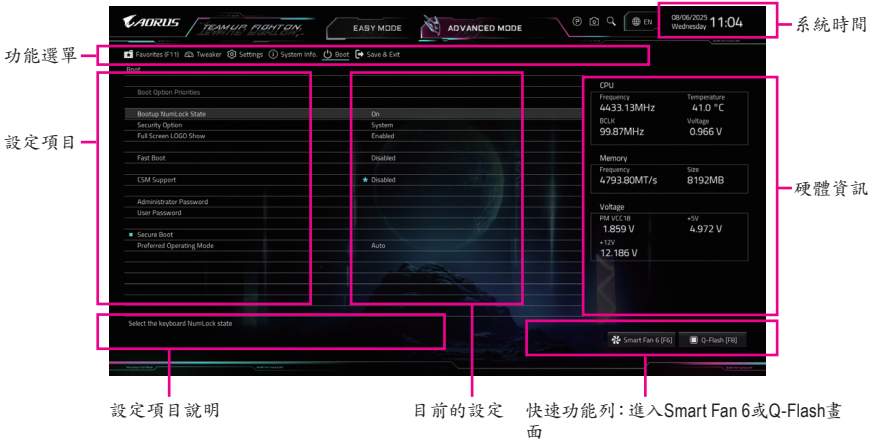 AORUS
TEAMUP. FIGHTON.
EASY MODE
ADVANCED MODE
EN
08/06/2025
Wednesday
11:04
系統時間
功能選單
Favorites (F11)
Tweaker
Settings
System Info.
Boot
Save & Exit
Boot
Boot Option Priorities
Bootup NumLock State On
Security Option System
Full Screen LOGO Show Enabled
設定項目
Fast Boot Disabled
CSM Support ★ Disabled
Administrator Password
User Password
Secure Boot
Preferred Operating Mode Auto
CPU
Frequency Temperature
4433.13MHz 41.0 °C
BCLK Voltage
99.87MHz 0.966 V
Memory
Frequency Size
4793.80MT/s 8192MB
硬體資訊
Voltage
PM VCC18 +5V
1.859 V 4.972 V
+12V
12.186 V
Select the keyboard NumLock state
Smart Fan 6 [F6]
Q-Flash [F8]
設定項目說明
目前的設定
快速功能列：進入Smart Fan 6或Q-Flash畫
面